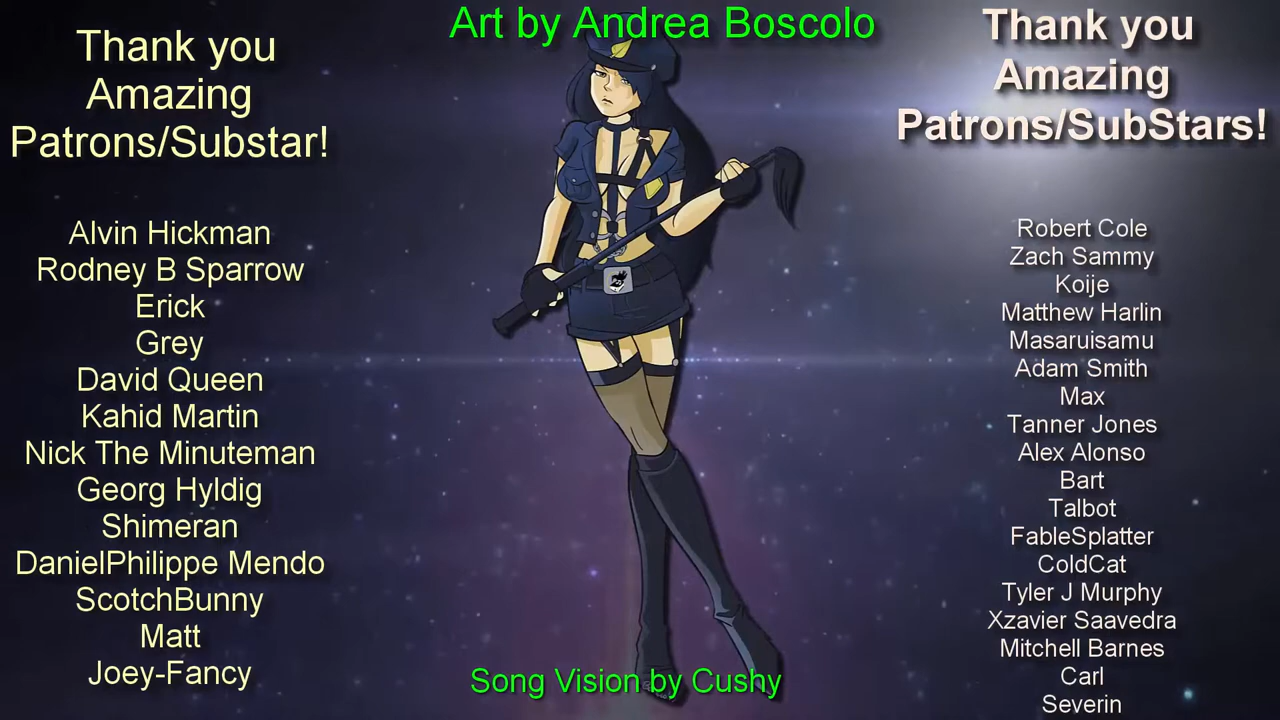 Art by Andrea Boscolo
Thank you
Amazing
Patrons/Substar!
Alvin Hickman
Rodney B Sparrow
Erick
Grey
David Queen
Kahid Martin
Nick The Minuteman
Georg Hyldig
Shimeran
DanielPhilippe Mendo
ScotchBunny
Matt
Joey-Fancy
Thank you
Amazing
Patrons/SubStars!
Robert Cole
Zach Sammy
Koije
Matthew Harlin
Masaruisamu
Adam Smith
Max
Tanner Jones
Alex Alonso
Bart
Talbot
FableSplatter
ColdCat
Tyler J Murphy
Xzavier Saavedra
Mitchell Barnes
Carl
Severin
Song Vision by Cushy